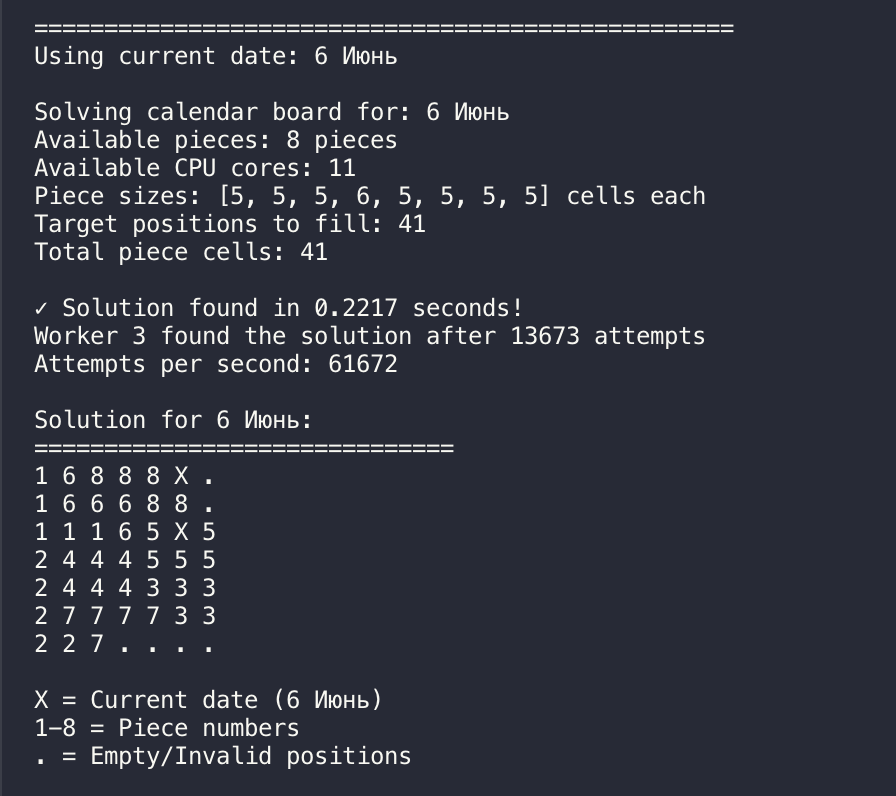 ==================================================
Using current date: 6 Июнь
Solving calendar board for: 6 Июнь
Available pieces: 8 pieces
Available CPU cores: 11
Piece sizes: [5, 5, 5, 6, 5, 5, 5, 5] cells each
Target positions to fill: 41
Total piece cells: 41
✓ Solution found in 0.2217 seconds!
Worker 3 found the solution after 13673 attempts
Attempts per second: 61672
Solution for 6 Июнь:
==============================
1 6 8 8 8 X .
1 6 6 6 8 8 .
1 1 1 6 5 X 5
2 4 4 4 5 5 5
2 4 4 4 3 3 3
2 7 7 7 7 3 3
2 2 7 . . . .
X = Current date (6 Июнь)
1-8 = Piece numbers
. = Empty/Invalid positions